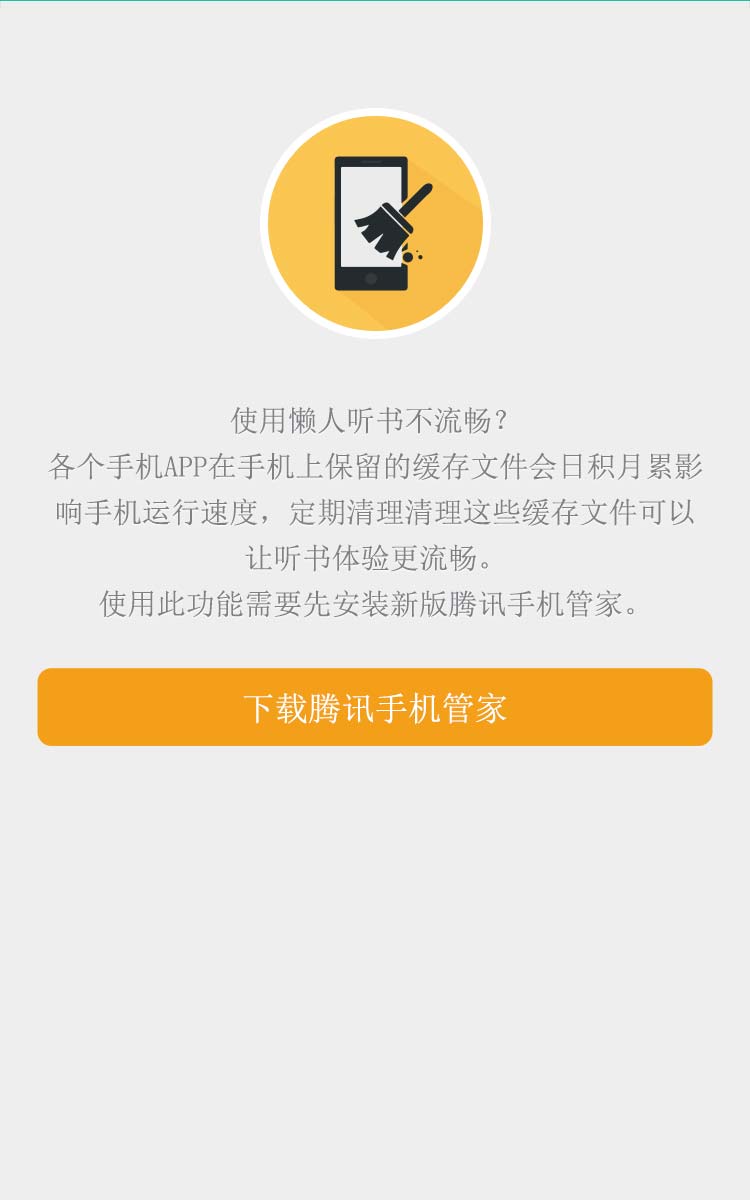 使用懒人听书不流畅？
各个手机APP在手机上保留的缓存文件会日积月累影
响手机运行速度，定期清理清理这些缓存文件可以
让听书体验更流畅。
使用此功能需要先安装新版腾讯手机管家。
下载腾讯手机管家